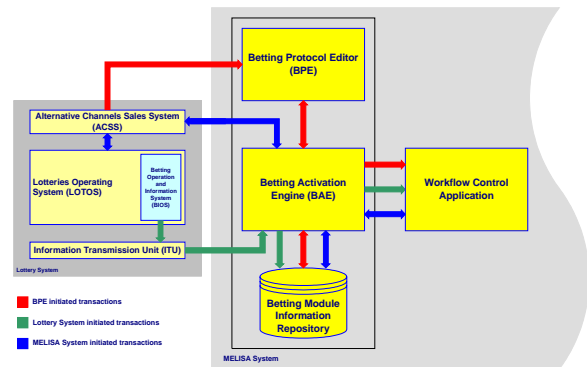 Betting Protocol Editor
(BPE)
Alternative Channels Sales System
(ACSS)
Lotteries Operating
System (LOTOS)
Betting
Operation
and
Information
System
(BIOS)
Betting Activation
Engine (BAE)
Workflow Control
Application
Information Transmission Unit (ITU)
Lottery System
Betting Module
Information
Repository
BPE initiated transactions
Lottery System initiated transactions
MELISA System initiated transactions
MELISA System